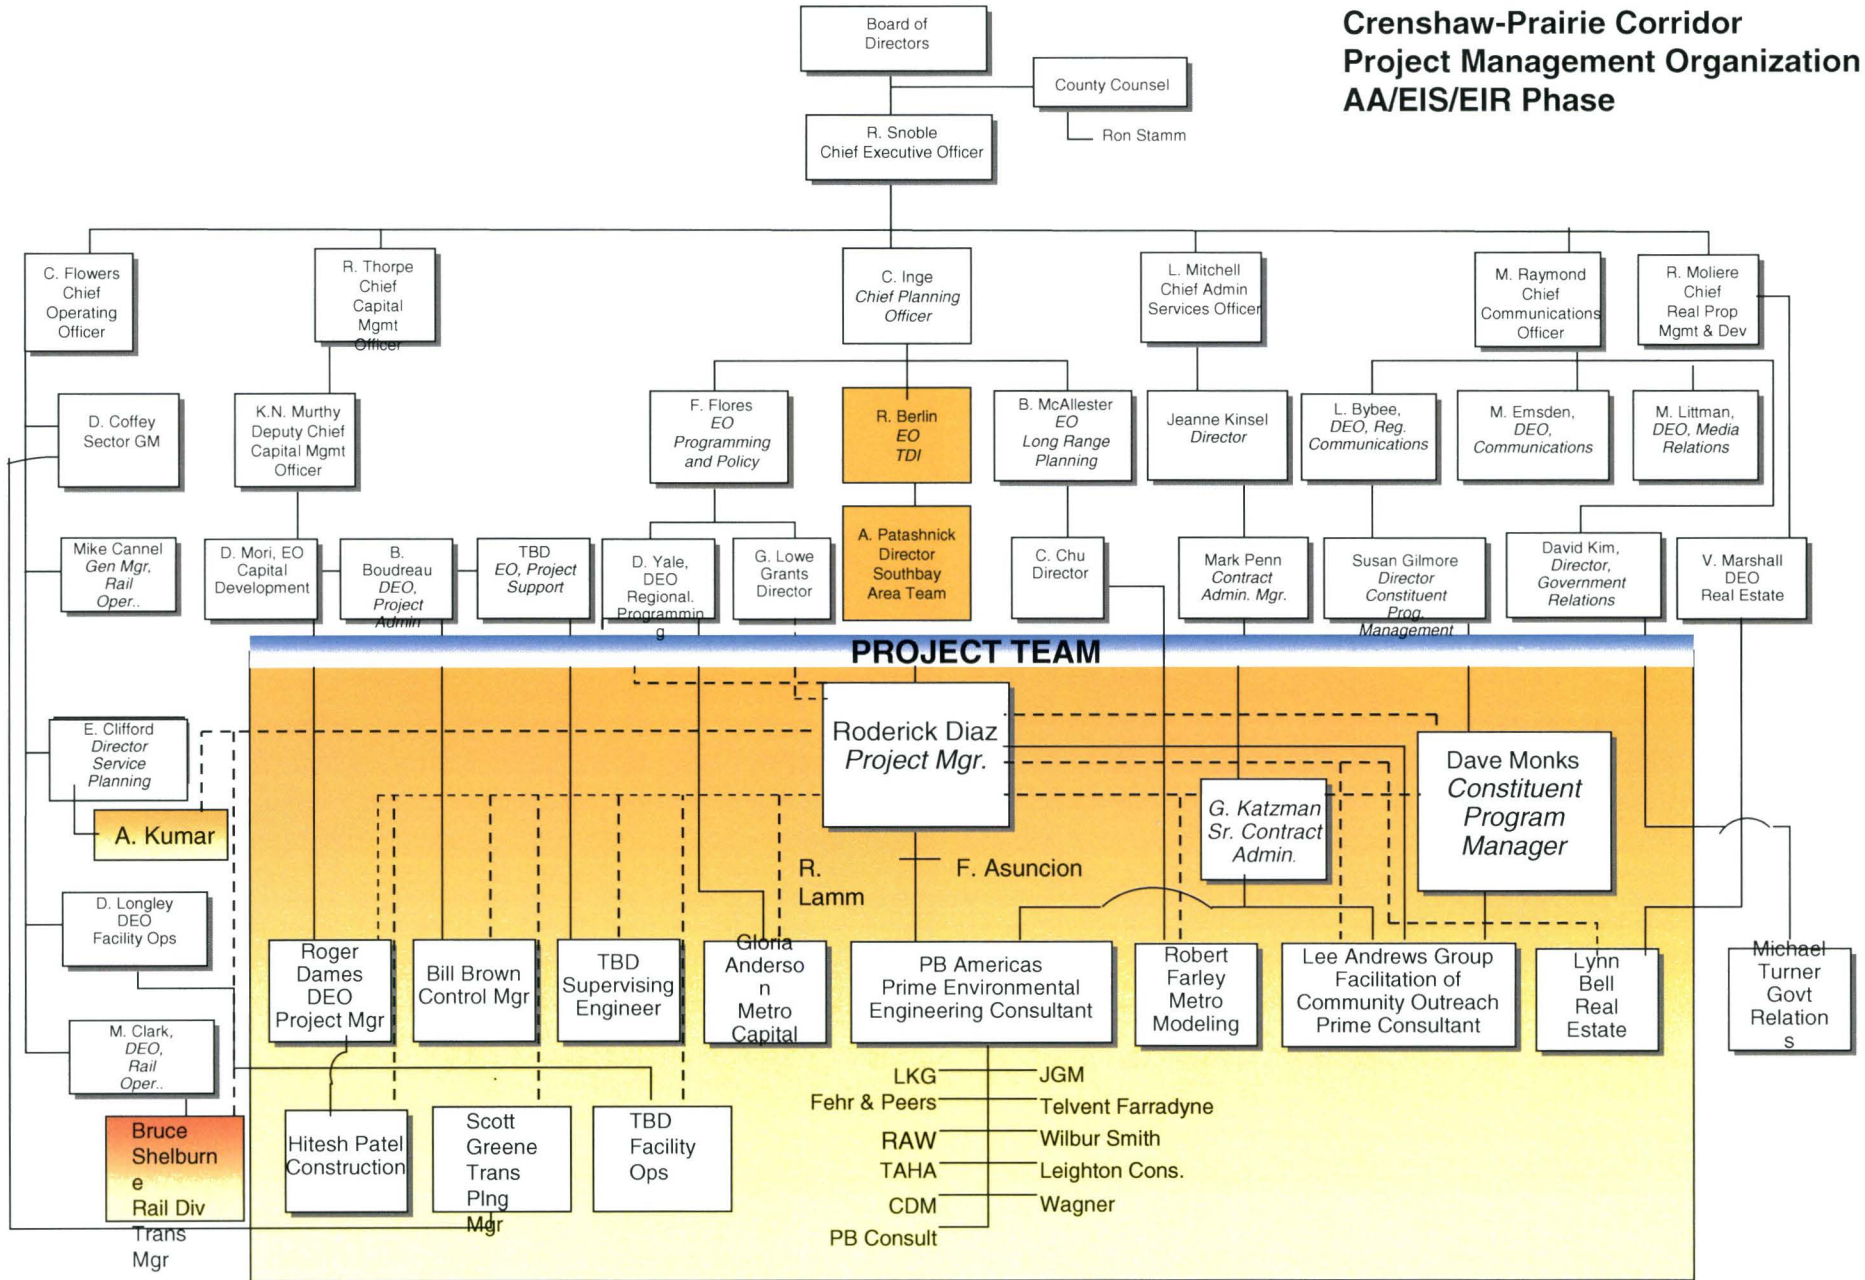 Crenshaw-Prairie Corridor
Project Management Organization
AA/EIS/EIR Phase
Board of
Directors
County Counsel
Ron Stamm
R. Snoble
Chief Executive Officer
C. Flowers
Chief
Operating
Officer
R. Thorpe
Chief
Capital
Mgmt
Officer
C. Inge
Chief Planning
Officer
L. Mitchell
Chief Admin
Services Officer
M. Raymond
Chief
Communications
Officer
R. Moliere
Chief
Real Prop
Mgmt & Dev
D. Coffey
Sector GM
K.N. Murthy
Deputy Chief
Capital Mgmt
Officer
F. Flores
EO
Programming
and Policy
R. Berlin
EO
TDI
B. McAllester
EO
Long Range
Planning
Jeanne Kinsel
Director
L. Bybee,
DEO, Reg.
Communications
M. Emsden,
DEO,
Communications
M. Littman,
DEO, Media
Relations
Mike Cannel
Gen Mgr,
Rail
Oper..
D. Mori, EO
Capital
Development
B.
Boudreau
DEO,
Project
Admin
TBD
EO, Project
Support
D. Yale,
DEO
Regional.
Programmin
g
G. Lowe
Grants
Director
A. Patashnick
Director
Southbay
Area Team
C. Chu
Director
Mark Penn
Contract
Admin. Mgr.
Susan Gilmore
Director
Constituent
Prog.
Management
David Kim,
Director,
Government
Relations
V. Marshall
DEO
Real Estate
PROJECT TEAM
E. Clifford
Director
Service
Planning
A. Kumar
Roderick Diaz
Project Mgr.
G. Katzman
Sr. Contract
Admin.
Dave Monks
Constituent
Program
Manager
R.
Lamm
F. Asuncion
D. Longley
DEO
Facility Ops
Roger
Dames
DEO
Project Mgr
Bill Brown
Control Mgr
TBD
Supervising
Engineer
Gloria
Anderso
n
Metro
Capital
PB Americas
Prime Environmental
Engineering Consultant
Robert
Farley
Metro
Modeling
Lee Andrews Group
Facilitation of
Community Outreach
Prime Consultant
Lynn
Bell
Real
Estate
Michael
Turner
Govt
Relation
s
M. Clark,
DEO,
Rail
Oper..
Bruce
Shelburn
e
Rail Div
Trans
Mgr
Hitesh Patel
Construction
Scott
Greene
Trans
Plng
Mgr
TBD
Facility
Ops
LKG
JGM
Fehr & Peers
Telvent Farradyne
RAW
Wilbur Smith
TAHA
Leighton Cons.
CDM
Wagner
PB Consult